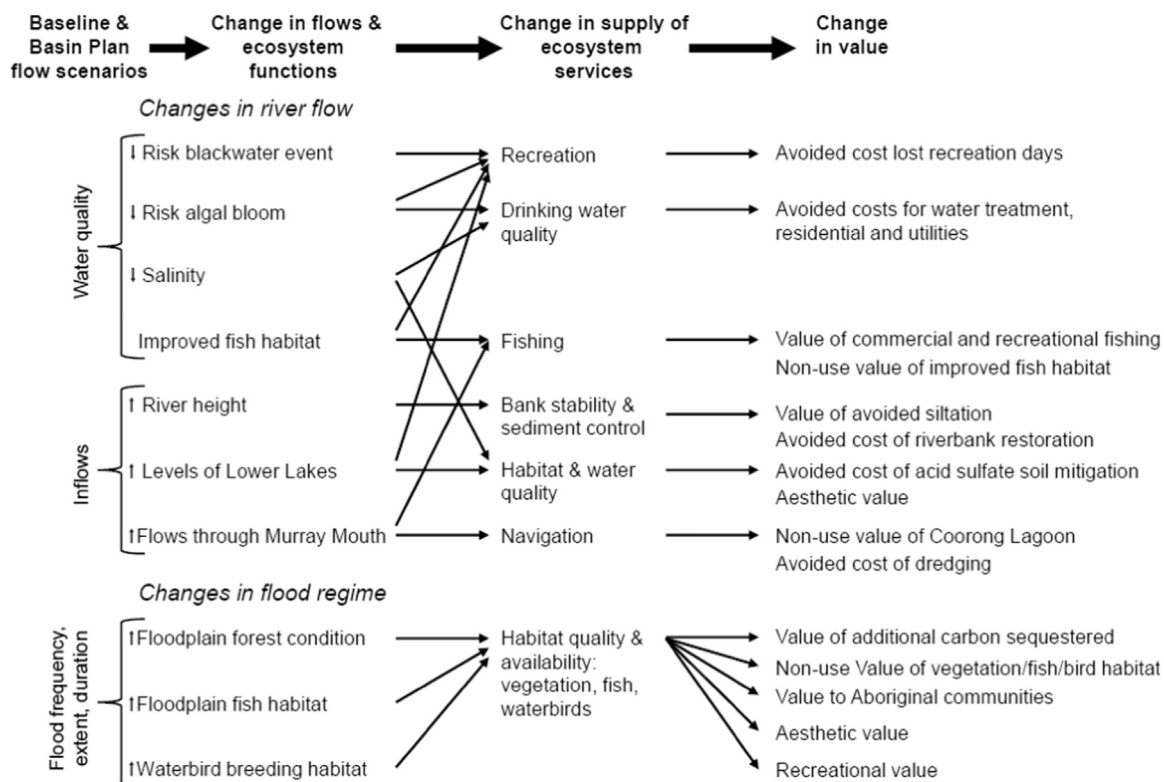 Baseline &
Basin Plan
flow scenarios
Change in flows &
ecosystem
functions
Change in supply of
ecosystem
services
Change
in value
Changes in river flow
Water quality
↓ Risk blackwater event
Recreation
Avoided cost lost recreation days
↓ Risk algal bloom
Drinking water
quality
Avoided costs for water treatment,
residential and utilities
↓ Salinity
Improved fish habitat
Fishing
Value of commercial and recreational fishing
Non-use value of improved fish habitat
Inflows
↑ River height
Bank stability &
sediment control
Value of avoided siltation
Avoided cost of riverbank restoration
↑ Levels of Lower Lakes
Habitat & water
quality
Avoided cost of acid sulfate soil mitigation
Aesthetic value
↑Flows through Murray Mouth
Navigation
Non-use value of Coorong Lagoon
Avoided cost of dredging
Changes in flood regime
Flood frequency,
extent, duration
↑Floodplain forest condition
Habitat quality &
availability:
vegetation, fish,
waterbirds
Value of additional carbon sequestered
Non-use Value of vegetation/fish/bird habitat
Value to Aboriginal communities
↑Floodplain fish habitat
Aesthetic value
↑Waterbird breeding habitat
Recreational value